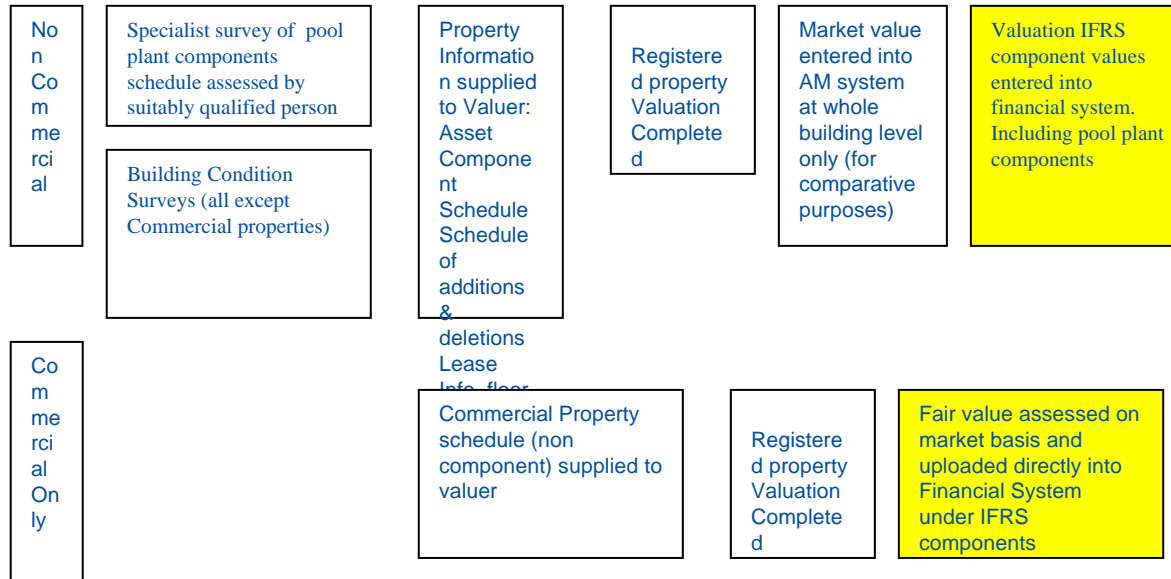 No
n
Co
m
me
rci
al
Specialist survey of pool
plant components
schedule assessed by
suitably qualified person
Building Condition
Surveys (all except
Commercial properties)
Property
Informatio
n supplied
to Valuer:
Asset
Compone
nt
Schedule
Schedule
of
additions
&
deletions
Lease
Info, floor
Registere
d property
Valuation
Complete
d
Market value
entered into
AM system
at whole
building level
only (for
comparative
purposes)
Valuation IFRS
component values
entered into
financial system.
Including pool plant
components
Co
m
me
rci
al
On
ly
Commercial Property
schedule (non
component) supplied to
valuer
Registere
d property
Valuation
Complete
d
Fair value assessed on
market basis and
uploaded directly into
Financial System
under IFRS
components